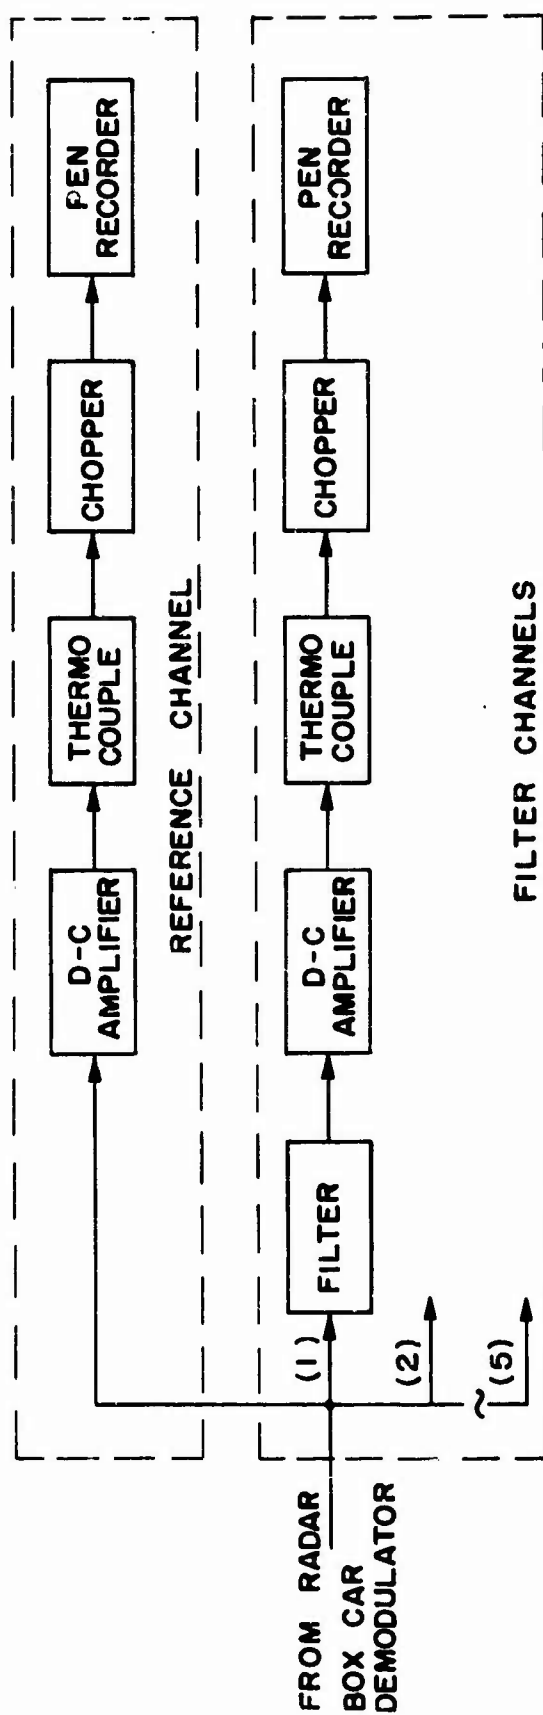 FROM RADAR
BOX CAR
DEMODULATOR
D-C
AMPLIFIER
THERMO
COUPLE
CHOPPER
PEN
RECORDER
REFERENCE CHANNEL
(1)
FILTER
D-C
AMPLIFIER
THERMO
COUPLE
CHOPPER
PEN
RECORDER
(2)
(5)
FILTER CHANNELS